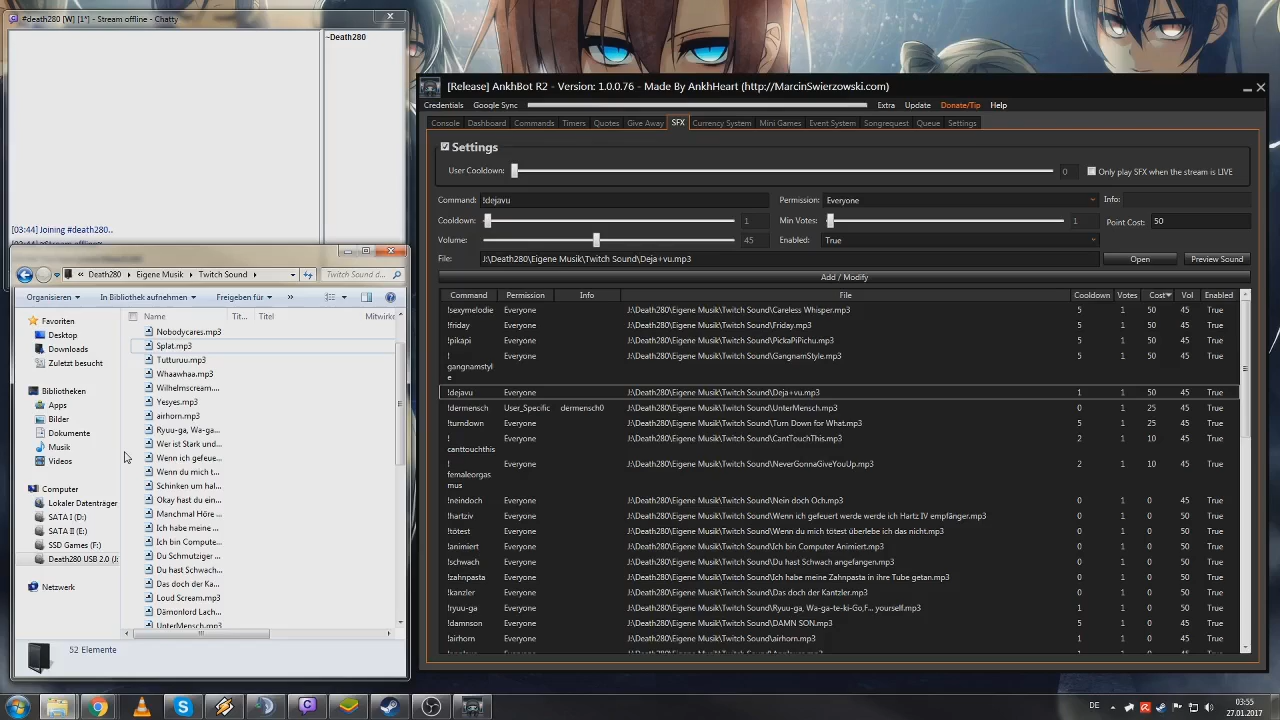 #death280 [W] [1*] - Stream offline - Chatty
~Death280
[03:44] Joining #death280..
« Death280 Eigene Musik Twitch Sound
Twitch Sound d...
Organisieren In Bibliothek aufnehmen Freigeben für »
Name Tit... Titel Mitwirke
Favoriten
Desktop
Downloads
Zuletzt besucht
Bibliotheken
Apps
Bilder
Dokumente
Musik
Videos
Computer
Lokaler Datenträger
SATA I (D:)
SATA II (E:)
SSD Games (F:)
Death280 USB 2.0 (J:
Netzwerk
Nobodycares.mp3
Splat.mp3
Tutturuu.mp3
Whaawhaa.mp3
Wilhelmscream....
Yesyes.mp3
airhorn.mp3
Ryuu-ga, Wa-ga...
Wer ist Stark und...
Wenn ich gefeue...
Wenn du mich t...
Schinken um hal...
Okay hast du ein...
Manchmal Höre ...
Ich habe meine ...
Ich bin Compute...
Du Schmutziger ...
Du hast Schwach...
Das doch der Ka...
Loud Scream.mp3
Dämonlord Lach...
UnterMensch.mp3
52 Elemente
[Release] AnkhBot R2 - Version: 1.0.0.76 - Made By AnkhHeart (http://MarcinSwierzowski.com)
Credentials Google Sync Extra Update Donate/Tip Help
Console Dashboard Commands Timers Quotes Give Away SFX Currency System Mini Games Event System Songrequest Queue Settings
Settings
User Cooldown: 0 Only play SFX when the stream is LIVE
Command: !dejavu Permission: Everyone Info:
Cooldown: 1 Min Votes: 1 Point Cost: 50
Volume: 45 Enabled: True
File: J:\Death280\Eigene Musik\Twitch Sound\Deja+vu.mp3 Open Preview Sound
Add / Modify
Command Permission Info File Cooldown Votes Cost Vol Enabled
!sexymelodie Everyone J:\Death280\Eigene Musik\Twitch Sound\Careless Whisper.mp3 5 1 50 45 True
!friday Everyone J:\Death280\Eigene Musik\Twitch Sound\Friday.mp3 5 1 50 45 True
!pikapi Everyone J:\Death280\Eigene Musik\Twitch Sound\PickaPiPichu.mp3 5 1 50 45 True
! Everyone J:\Death280\Eigene Musik\Twitch Sound\GangnamStyle.mp3 5 1 50 45 True
gangnamstyl
e
!dejavu Everyone J:\Death280\Eigene Musik\Twitch Sound\Deja+vu.mp3 1 1 50 45 True
!dermensch User_Specific dermensch0 J:\Death280\Eigene Musik\Twitch Sound\UnterMensch.mp3 0 1 25 45 True
!turndown Everyone J:\Death280\Eigene Musik\Twitch Sound\Turn Down for What.mp3 5 1 25 45 True
! Everyone J:\Death280\Eigene Musik\Twitch Sound\CantTouchThis.mp3 2 1 10 45 True
canttouchthis
! Everyone J:\Death280\Eigene Musik\Twitch Sound\NeverGonnaGiveYouUp.mp3 2 1 10 45 True
femaleorgas
mus
!neindoch Everyone J:\Death280\Eigene Musik\Twitch Sound\Nein doch Och.mp3 0 1 0 45 True
!hartziv Everyone J:\Death280\Eigene Musik\Twitch Sound\Wenn ich gefeuert werde werde ich Hartz IV empfänger.mp3 0 1 0 50 True
!tötest Everyone J:\Death280\Eigene Musik\Twitch Sound\Wenn du mich tötest überlebe ich das nicht.mp3 0 1 0 50 True
!animiert Everyone J:\Death280\Eigene Musik\Twitch Sound\Ich bin Computer Animiert.mp3 0 1 0 50 True
!schwach Everyone J:\Death280\Eigene Musik\Twitch Sound\Du hast Schwach angefangen.mp3 0 1 0 50 True
!zahnpasta Everyone J:\Death280\Eigene Musik\Twitch Sound\Ich habe meine Zahnpasta in ihre Tube getan.mp3 0 1 0 50 True
!kanzler Everyone J:\Death280\Eigene Musik\Twitch Sound\Das doch der Kantzler.mp3 0 1 0 50 True
!ryuu-ga Everyone J:\Death280\Eigene Musik\Twitch Sound\Ryuu-ga, Wa-ga-te-ki-Go,F... yourself.mp3 0 1 0 50 True
!damnson Everyone J:\Death280\Eigene Musik\Twitch Sound\DAMN SON.mp3 5 1 0 45 True
!airhorn Everyone J:\Death280\Eigene Musik\Twitch Sound\airhorn.mp3 1 1 0 45 True
DE 03:55
27.01.2017